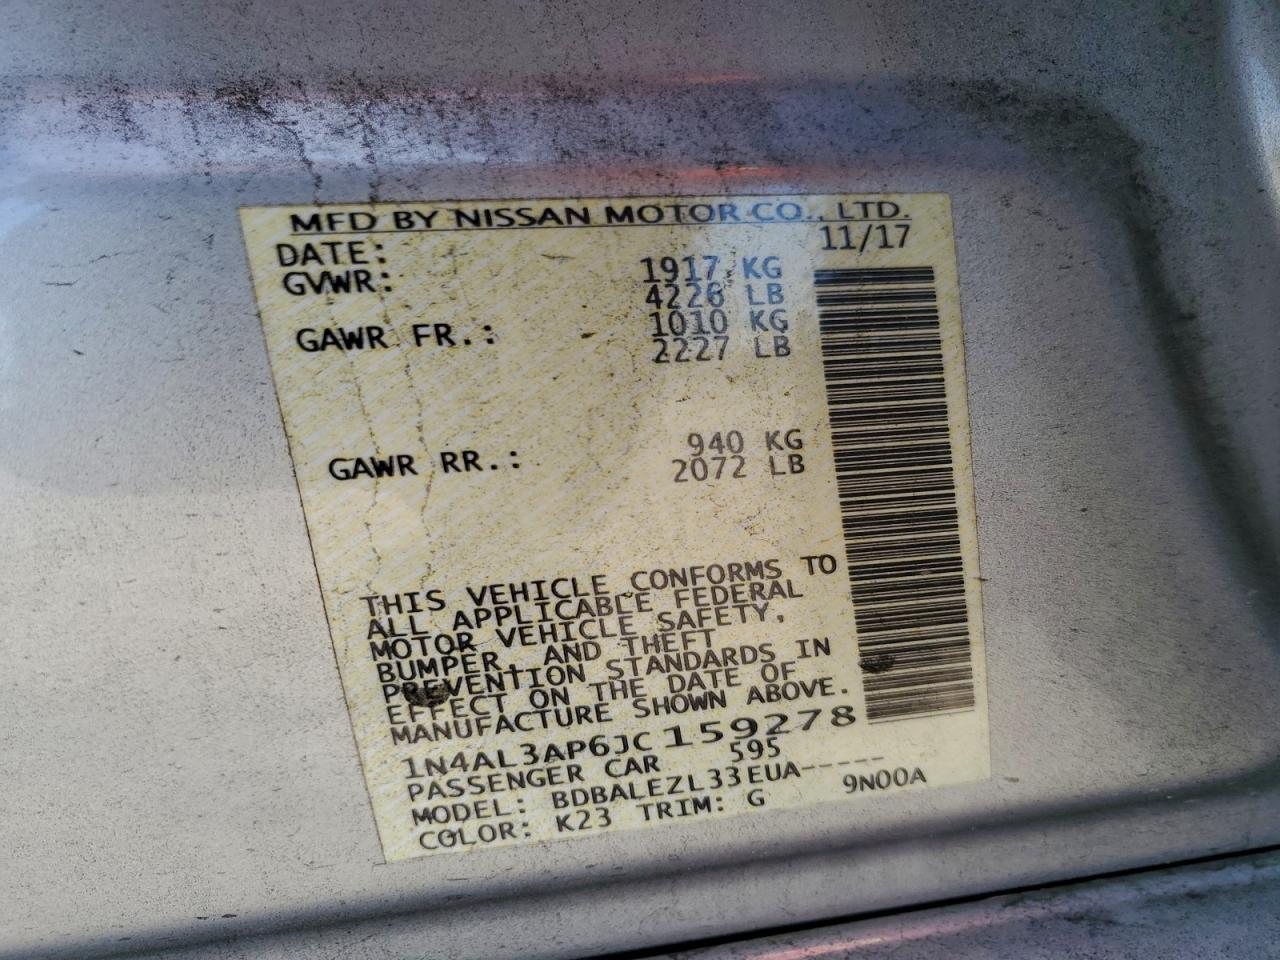 MFD BY NISSAN MOTOR CO., LTD.
DATE: 11/17
GVWR: 1917 KG
4226 LB
GAWR FR.: 1010 KG
2227 LB
GAWR RR.: 940 KG
2072 LB
THIS VEHICLE CONFORMS TO
ALL APPLICABLE FEDERAL
MOTOR VEHICLE SAFETY,
BUMPER, AND THEFT
PREVENTION STANDARDS IN
EFFECT ON THE DATE OF
MANUFACTURE SHOWN ABOVE.
1N4AL3AP6JC159278
PASSENGER CAR 595
MODEL: BDBALEZL33EUA-----
COLOR: K23 TRIM: G 9N00A